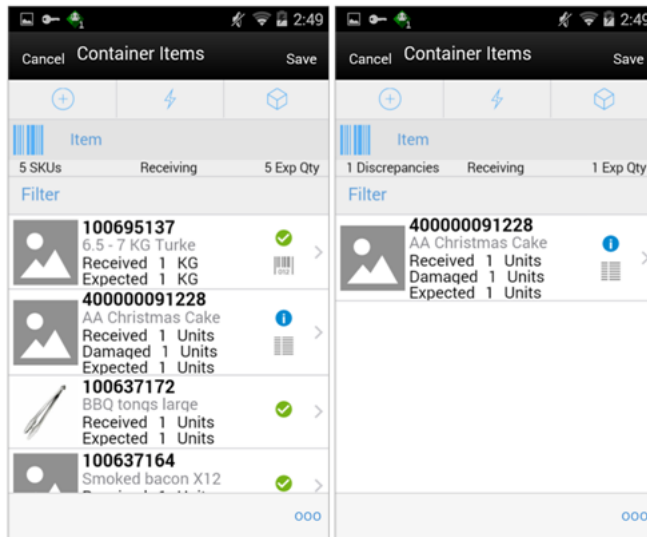 2:49
Cancel Container Items Save
Item
5 SKUs Receiving 5 Exp Qty
Filter
100695137
6.5 - 7 KG Turke
Received 1 KG
Expected 1 KG
400000091228
AA Christmas Cake
Received 1 Units
Damaged 1 Units
Expected 1 Units
100637172
BBQ tongs large
Received 1 Units
Expected 1 Units
100637164
Smoked bacon X12
ooo
2:49
Cancel Container Items Save
Item
1 Discrepancies Receiving 1 Exp Qty
Filter
400000091228
AA Christmas Cake
Received 1 Units
Damaged 1 Units
Expected 1 Units
ooo